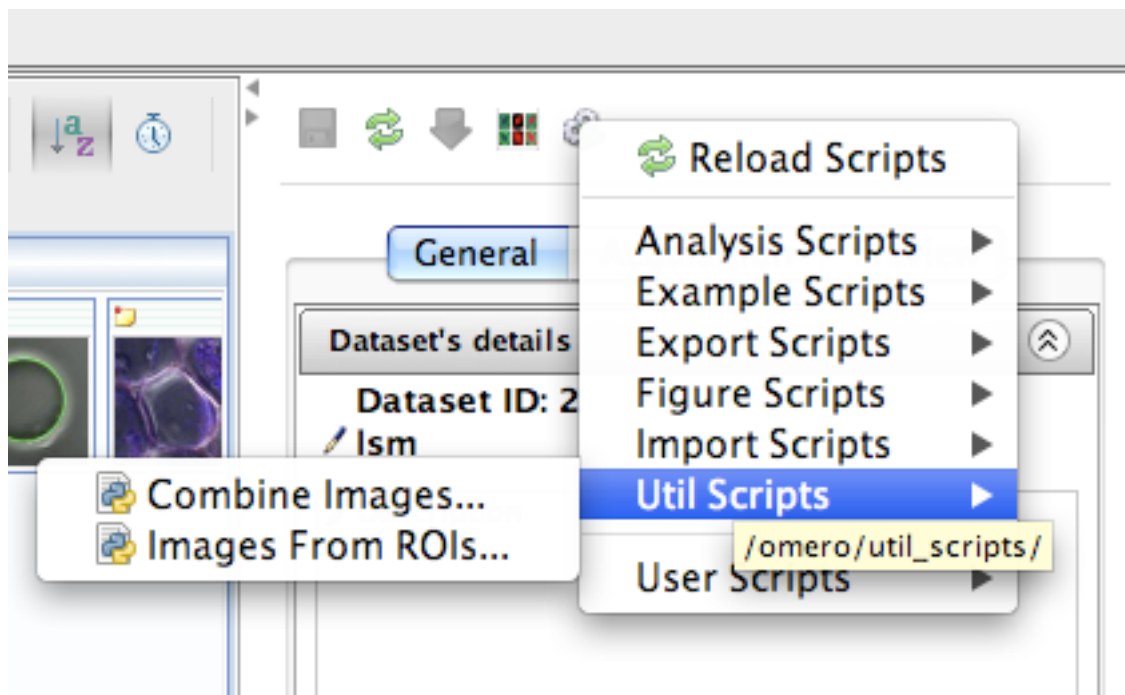 a
z
Reload Scripts
General
Analysis Scripts
Example Scripts
Dataset's details
Export Scripts
Dataset ID: 2
Figure Scripts
lsm
Import Scripts
Combine Images...
Util Scripts
Images From ROIs...
/omero/util_scripts/
User Scripts